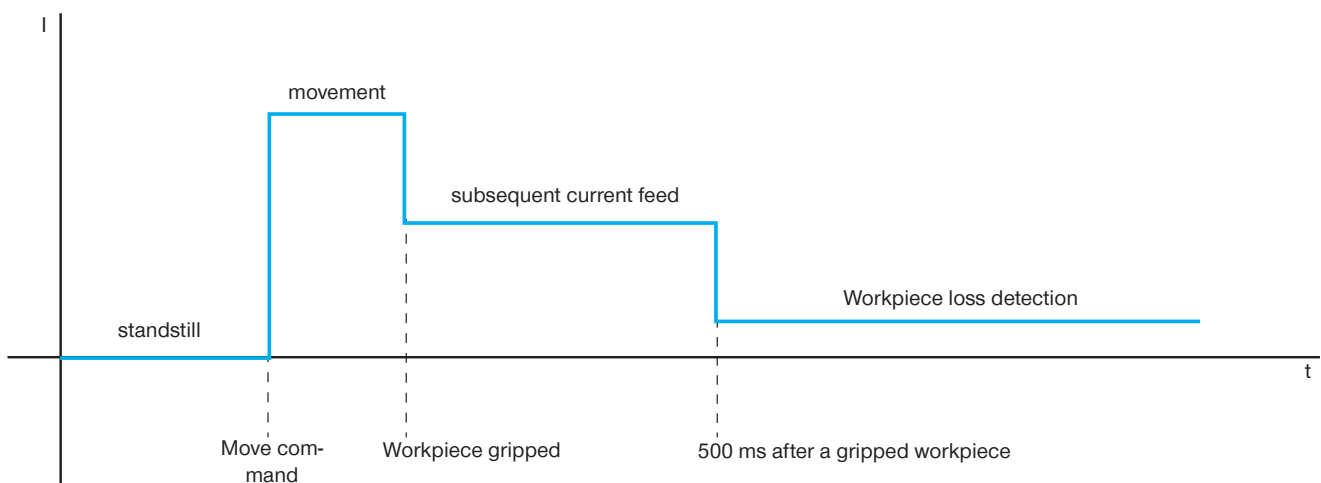 I
movement
subsequent current feed
Workpiece loss detection
standstill
t
Move com-
mand
Workpiece gripped
500 ms after a gripped workpiece